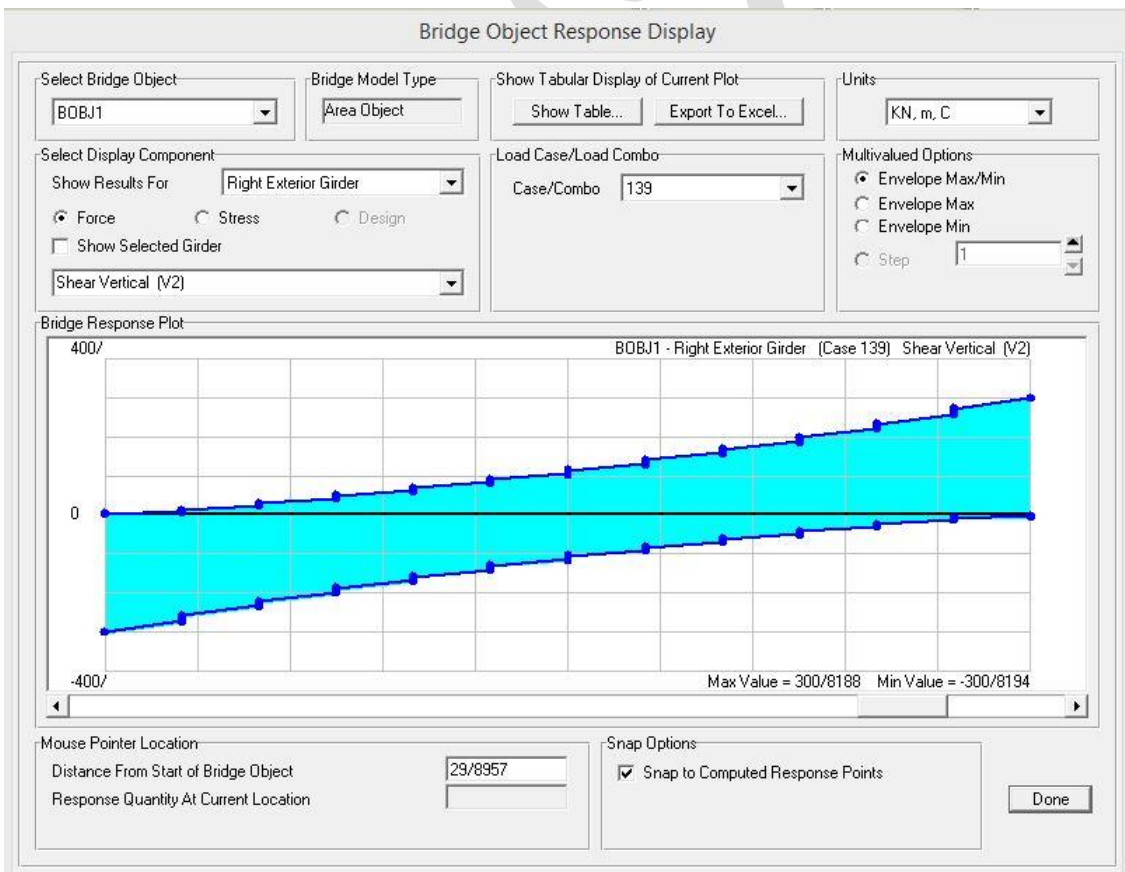 Bridge Object Response Display
Select Bridge Object
BOBJ1
Bridge Model Type
Area Object
Show Tabular Display of Current Plot
Show Table...
Export To Excel...
Units
KN, m, C
Select Display Component
Show Results For
Right Exterior Girder
Force
Stress
Design
Show Selected Girder
Shear Vertical (V2)
Load Case/Load Combo
Case/Combo
139
Multivalued Options
Envelope Max/Min
Envelope Max
Envelope Min
Step
1
Bridge Response Plot
400/
BOBJ1 - Right Exterior Girder (Case 139) Shear Vertical (V2)
0
-400/
Max Value = 300/8188 Min Value = -300/8194
Mouse Pointer Location
Distance From Start of Bridge Object
29/8957
Response Quantity At Current Location
Snap Options
Snap to Computed Response Points
Done